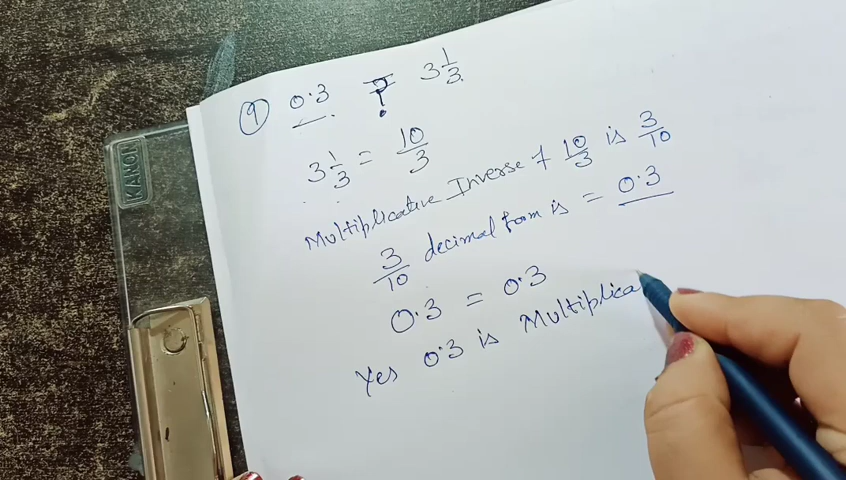 9 0.3 ? 3 1/3
3 1/3 = 10/3
Multiplicative Inverse of 10/3 is 3/10
3/10 decimal form is = 0.3
0.3 = 0.3
Yes 0.3 is Multiplica
KANON